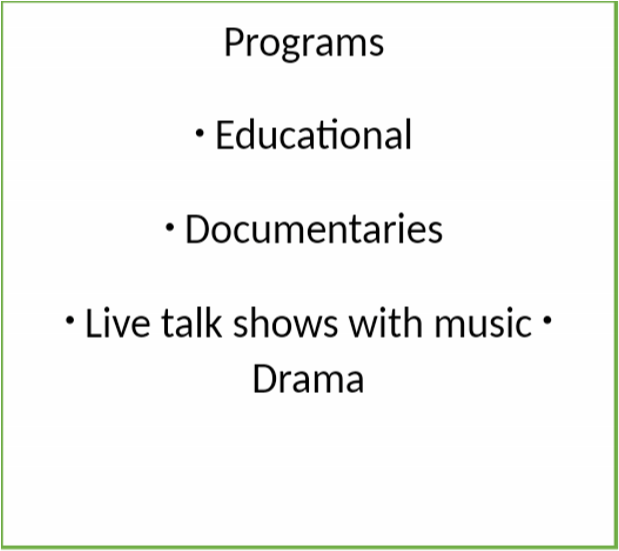 Programs
• Educational
• Documentaries
• Live talk shows with music •
Drama